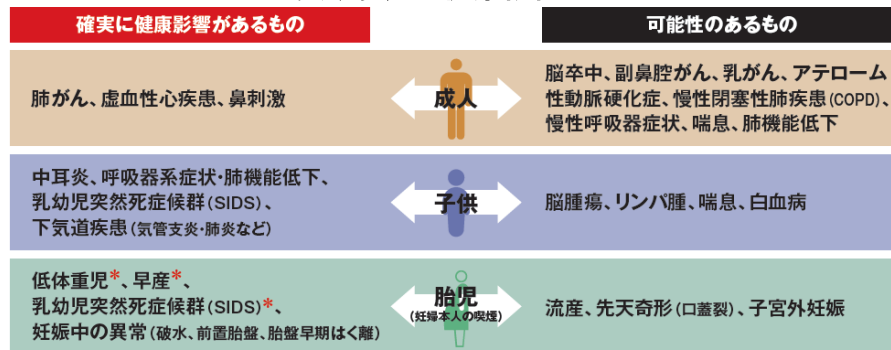 確実に健康影響があるもの
可能性のあるもの
肺がん、虚血性心疾患、鼻刺激
成人
脳卒中、副鼻腔がん、乳がん、アテローム
性動脈硬化症、慢性閉塞性肺疾患(COPD)、
慢性呼吸器症状、喘息、肺機能低下
中耳炎、呼吸器系症状・肺機能低下、
乳幼児突然死症候群(SIDS)、
下気道疾患(気管支炎・肺炎など)
子供
脳腫瘍、リンパ腫、喘息、白血病
低体重児*、早産*、
乳幼児突然死症候群(SIDS)*、
妊娠中の異常(破水、前置胎盤、胎盤早期はく離)
胎児
(妊婦本人の喫煙)
流産、先天奇形(口蓋裂)、子宮外妊娠